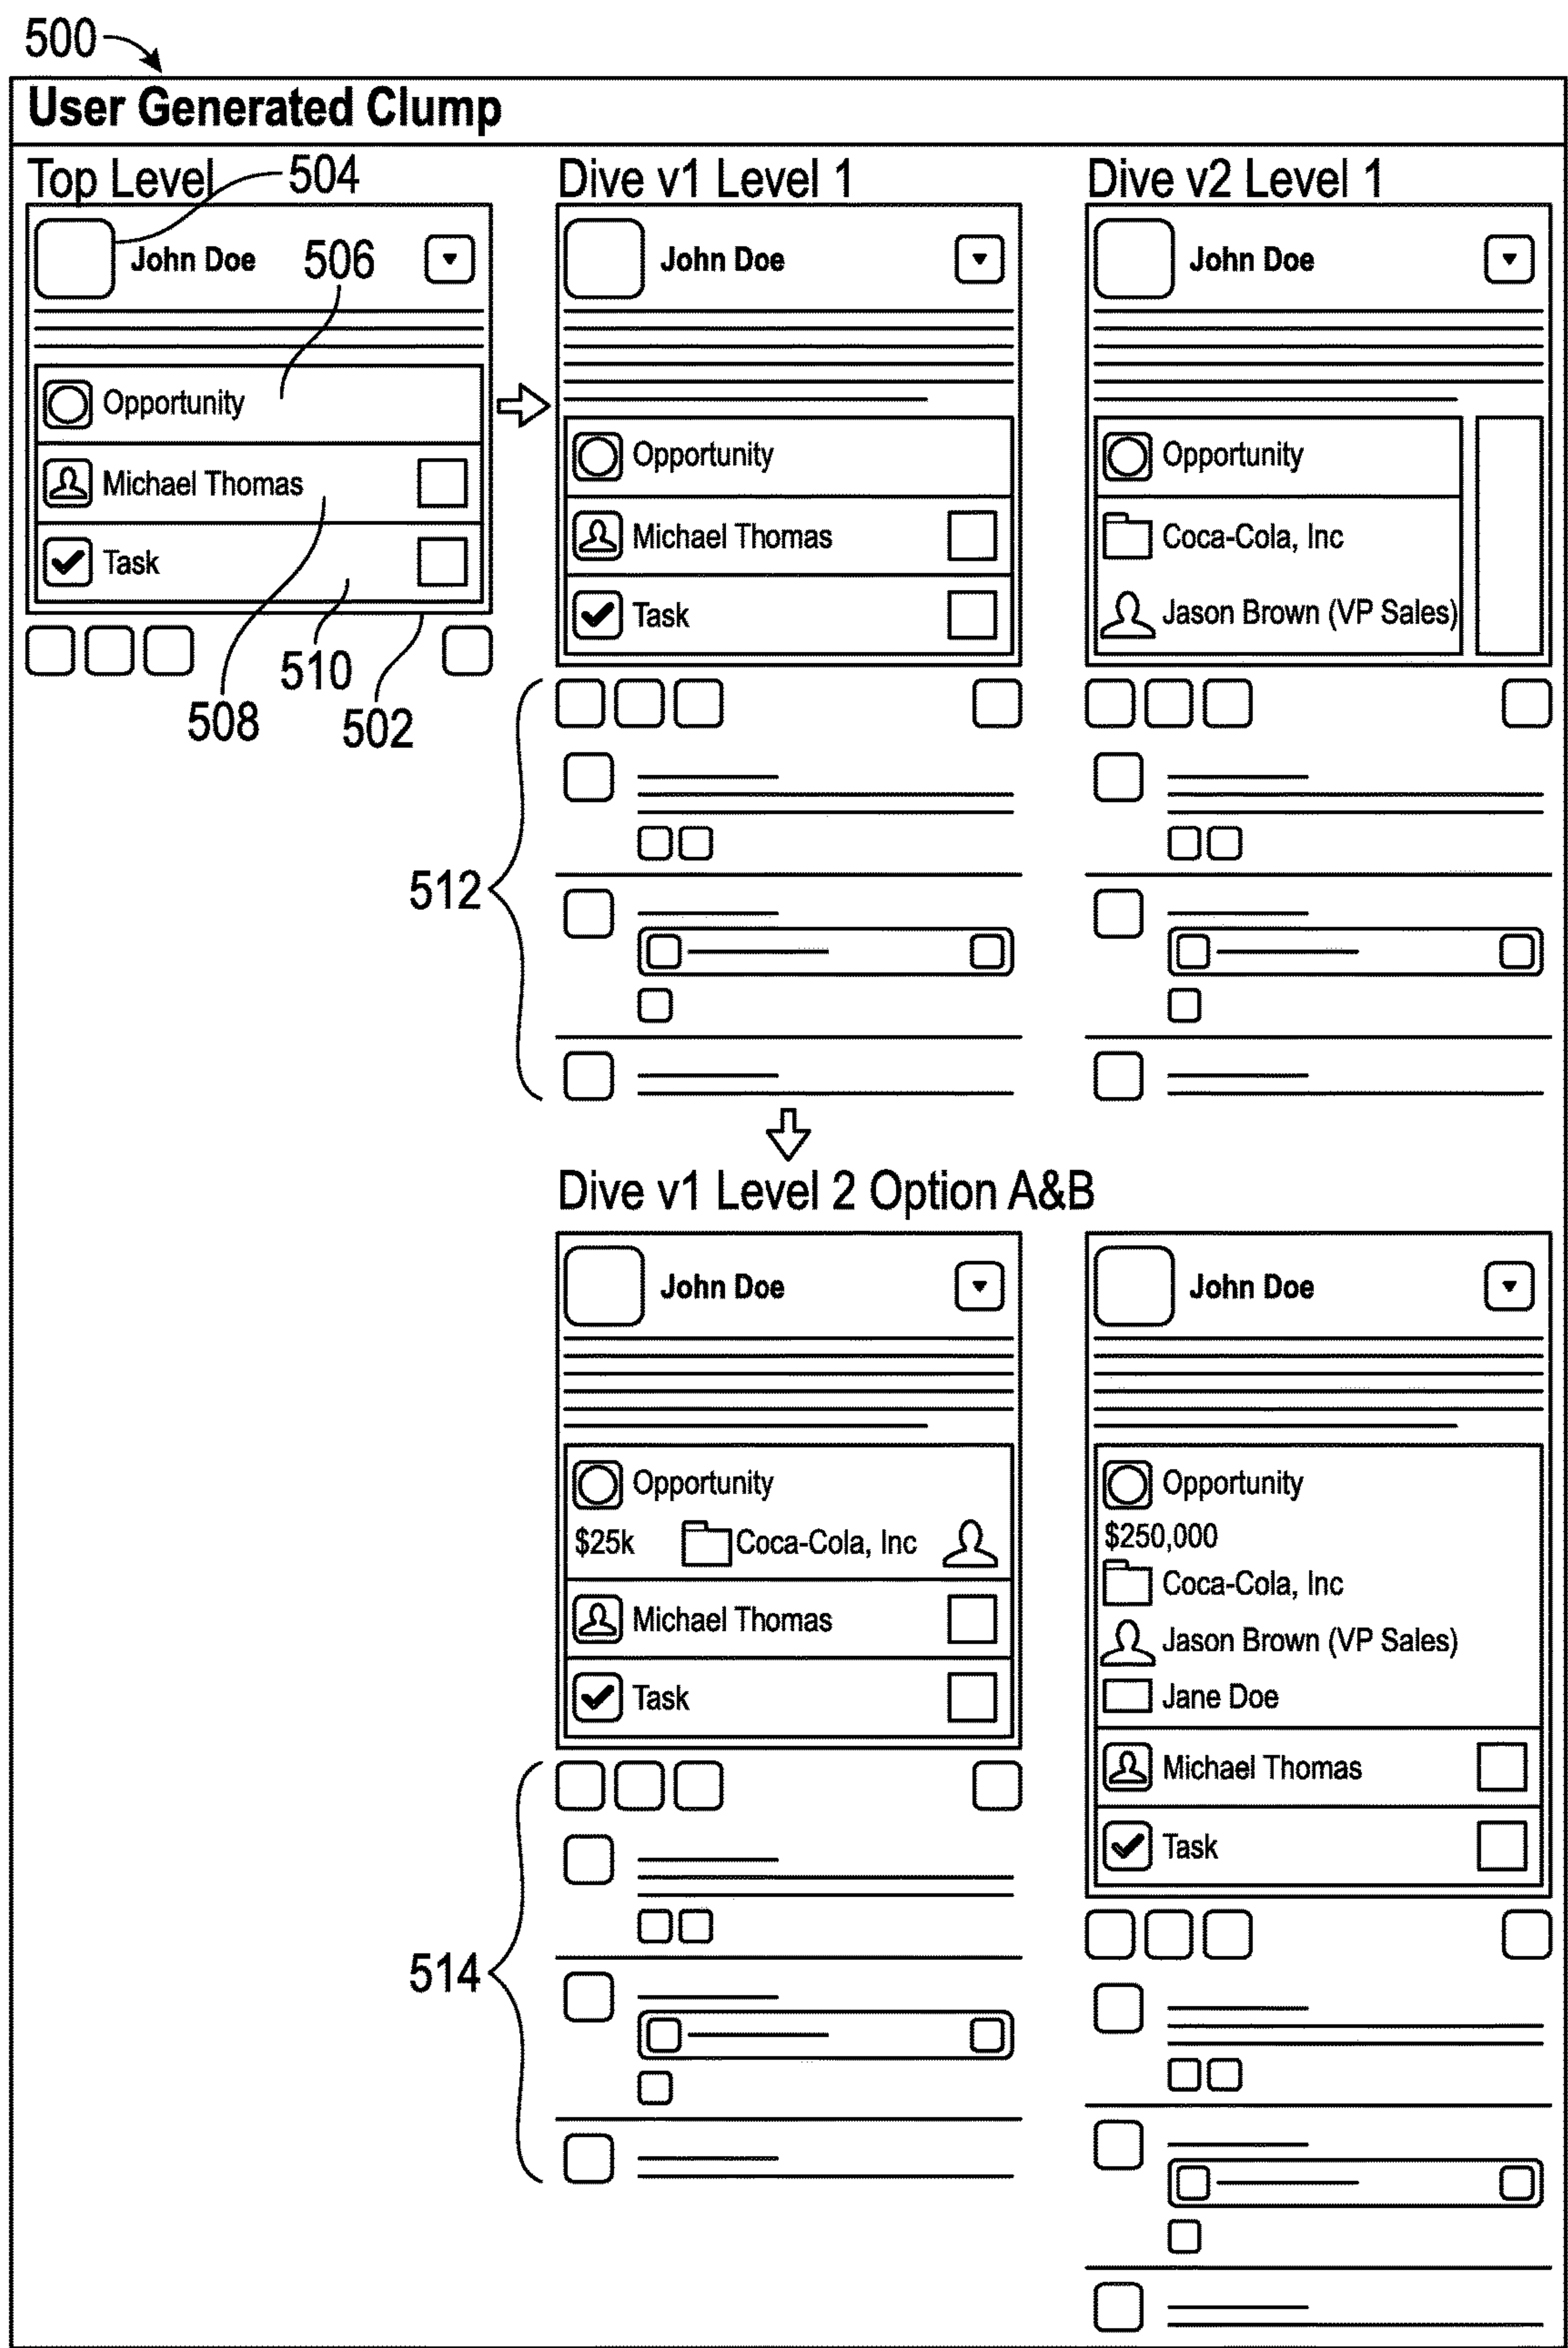 500
User Generated Clump
Top Level
504
John Doe
506
Opportunity
Michael Thomas
Task
510
508
502
Dive v1 Level 1
John Doe
Opportunity
Michael Thomas
Task
512
Dive v2 Level 1
John Doe
Opportunity
Coca-Cola, Inc
Jason Brown (VP Sales)
Dive v1 Level 2 Option A&B
John Doe
Opportunity
$25k Coca-Cola, Inc
Michael Thomas
Task
514
John Doe
Opportunity
$250,000
Coca-Cola, Inc
Jason Brown (VP Sales)
Jane Doe
Michael Thomas
Task